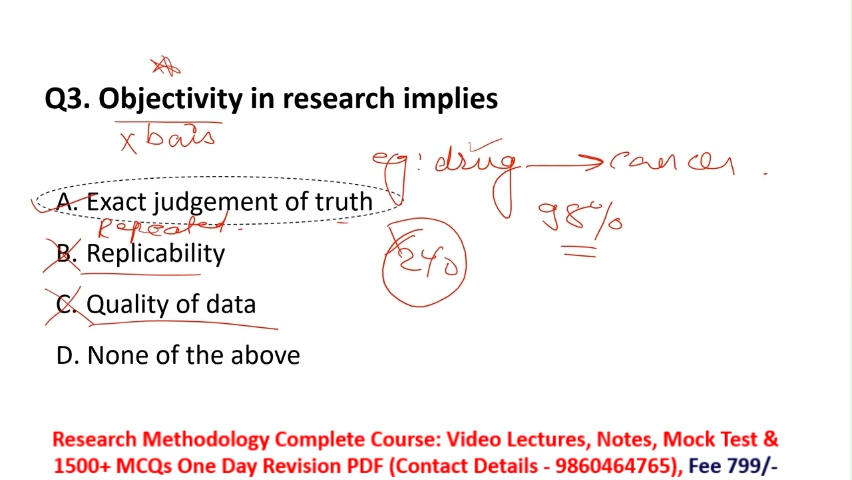 Q3. Objectivity in research implies
x bais
eg: drug → cancer.
98%
A. Exact judgement of truth
Repeated.
B. Replicability
2%
C. Quality of data
D. None of the above
Research Methodology Complete Course: Video Lectures, Notes, Mock Test &
1500+ MCQs One Day Revision PDF (Contact Details - 9860464765), Fee 799/-